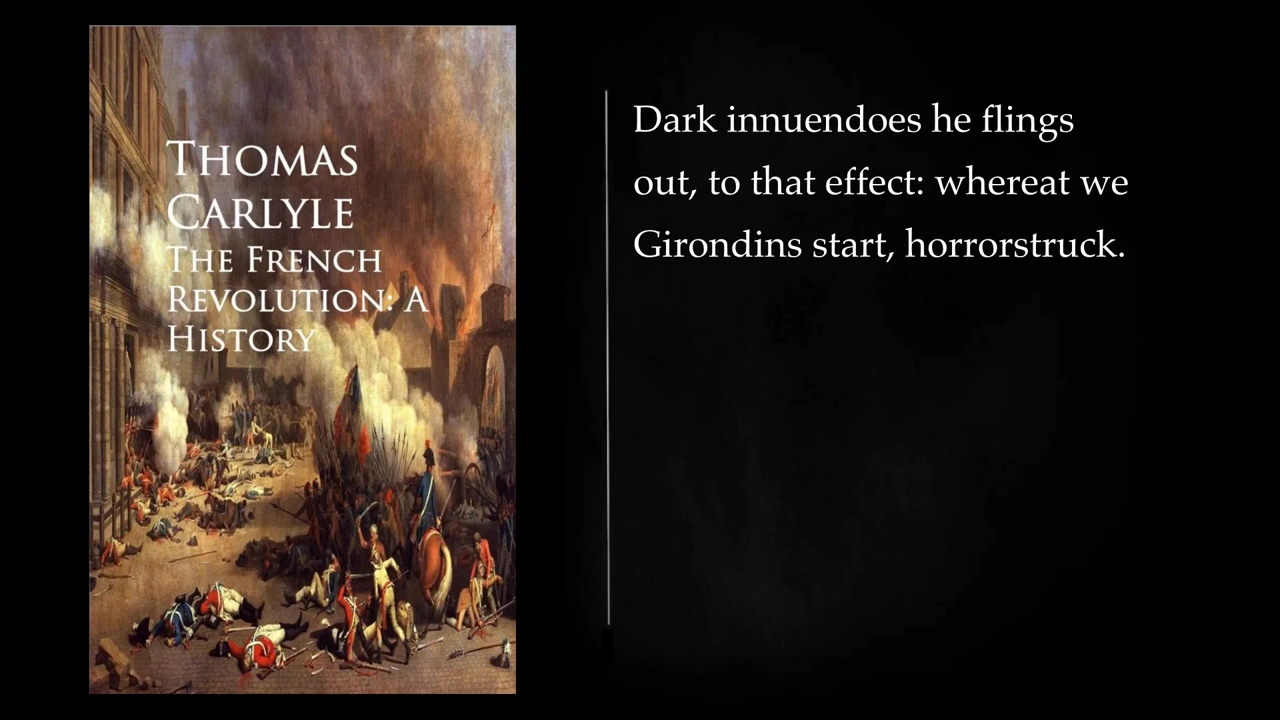 THOMAS
CARLYLE
THE FRENCH
REVOLUTION: A
HISTORY
Dark innuendoes he flings
out, to that effect: whereat we
Girondins start, horrorstruck.